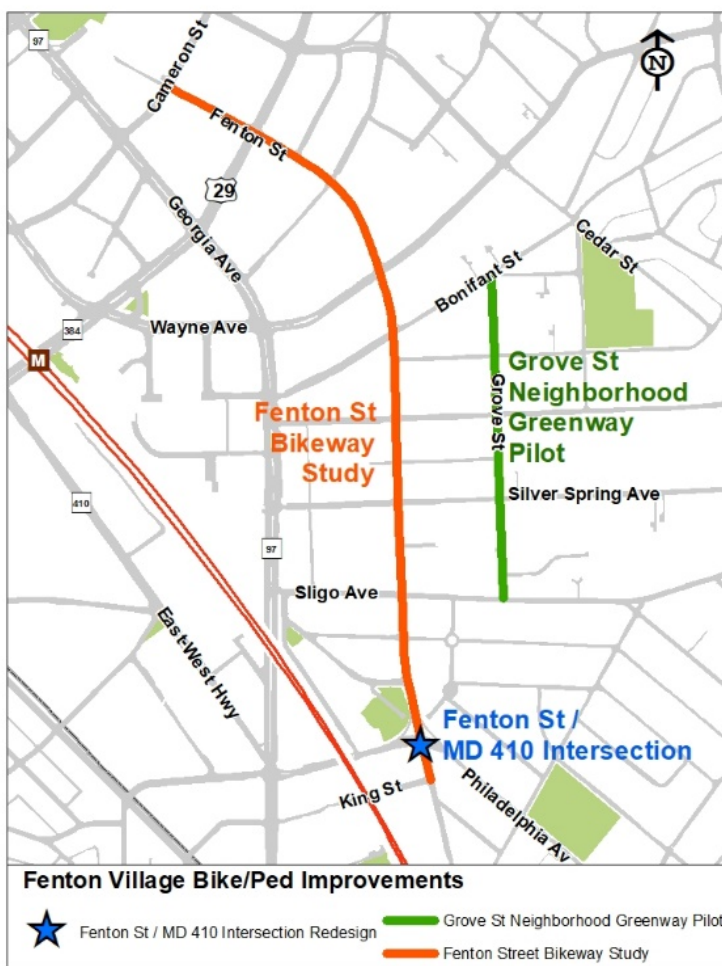 97
Cameron St
N
Fenton St
29
Georgia Ave
Cedar St
Bonifant St
Wayne Ave
384
M
Grove St
Neighborhood
Greenway
Pilot
Grove St
Fenton St
Bikeway
Study
Silver Spring Ave
410
97
Sligo Ave
East-West Hwy
Fenton St /
MD 410 Intersection
King St
Philadelphia Av
Fenton Village Bike/Ped Improvements
Fenton St / MD 410 Intersection Redesign
Grove St Neighborhood Greenway Pilot
Fenton Street Bikeway Study